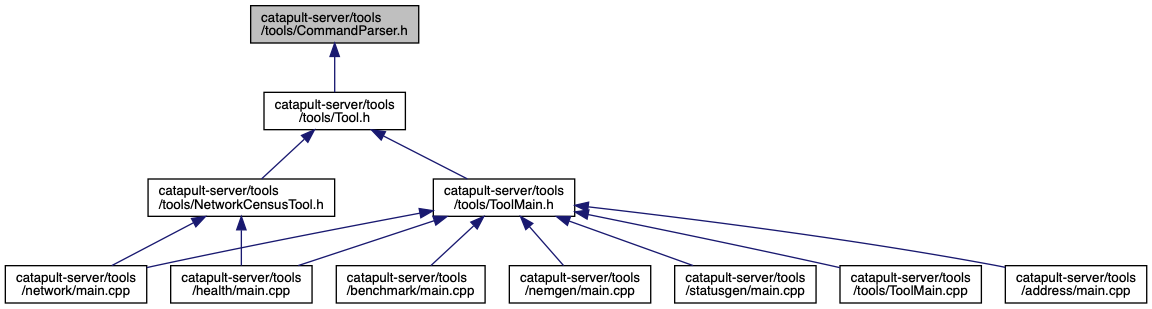 catapult-server/tools
/tools/CommandParser.h
catapult-server/tools
/tools/Tool.h
catapult-server/tools
/tools/NetworkCensusTool.h
catapult-server/tools
/tools/ToolMain.h
catapult-server/tools
/network/main.cpp
catapult-server/tools
/health/main.cpp
catapult-server/tools
/benchmark/main.cpp
catapult-server/tools
/nemgen/main.cpp
catapult-server/tools
/statusgen/main.cpp
catapult-server/tools
/tools/ToolMain.cpp
catapult-server/tools
/address/main.cpp